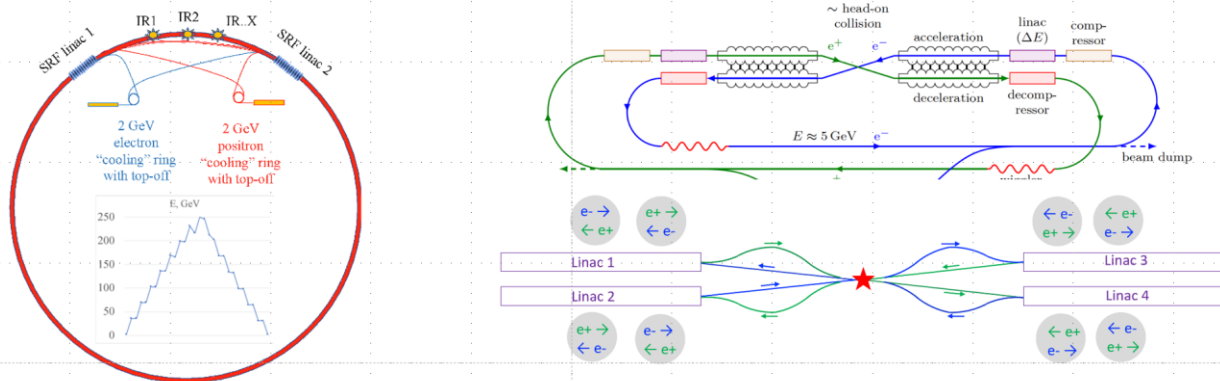 IR1
IR2
IR..X
SRF linac 1
SRF linac 2
2 GeV
electron
“cooling” ring
with top-off
2 GeV
positron
“cooling” ring
with top-off
E, GeV
250
200
150
100
50
0
∼ head-on
collision
e+
e−
acceleration
deceleration
linac
(ΔE)
comp-
ressor
decomp-
ressor
E ≈ 5 GeV
e−
beam dump
e- →
← e+
e+ →
← e-
← e-
e+ →
← e+
e- →
Linac 1
Linac 3
Linac 2
Linac 4
e+ →
← e-
e- →
← e+
← e+
e- →
← e-
e+ →